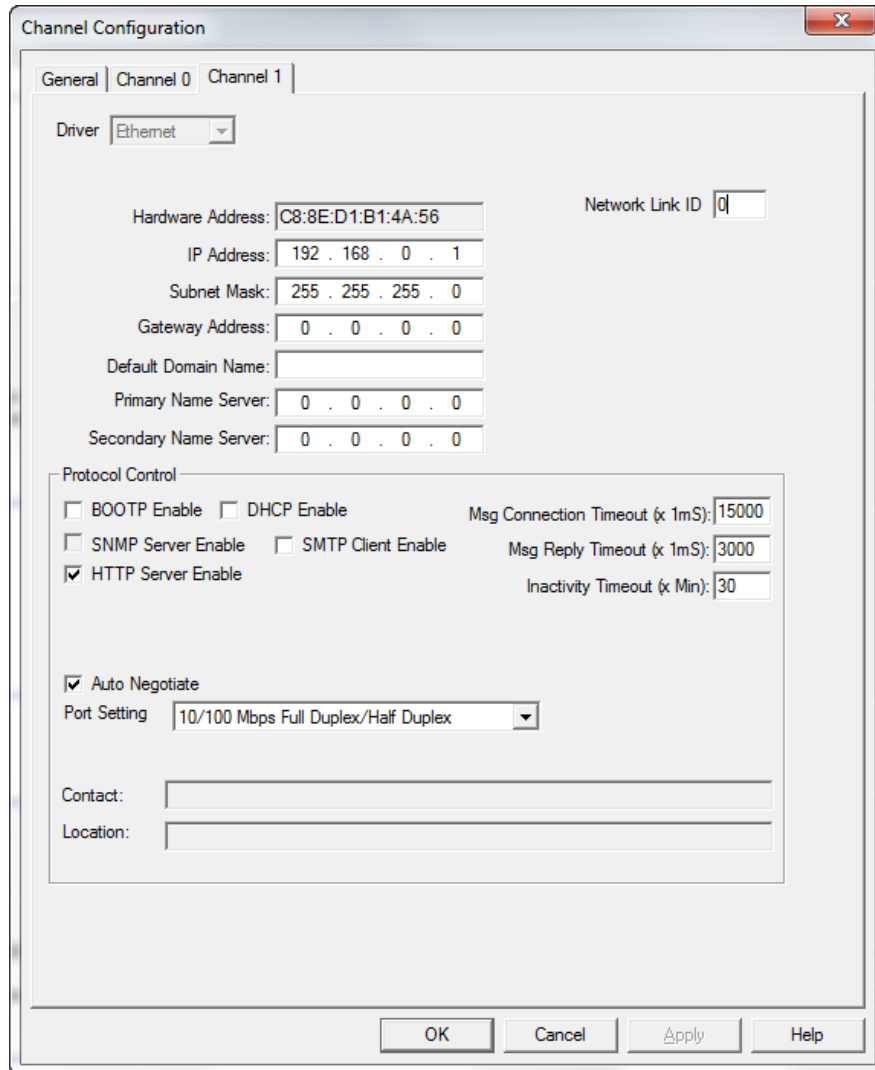 Channel Configuration
General Channel 0 Channel 1
Driver Ethernet
Network Link ID 0
Hardware Address: C8:8E:D1:B1:4A:56
IP Address: 192 . 168 . 0 . 1
Subnet Mask: 255 . 255 . 255 . 0
Gateway Address: 0 . 0 . 0 . 0
Default Domain Name:
Primary Name Server: 0 . 0 . 0 . 0
Secondary Name Server: 0 . 0 . 0 . 0
Protocol Control
BOOTP Enable DHCP Enable Msg Connection Timeout (x 1mS): 15000
SNMP Server Enable SMTP Client Enable Msg Reply Timeout (x 1mS): 3000
HTTP Server Enable Inactivity Timeout (x Min): 30
Auto Negotiate
Port Setting 10/100 Mbps Full Duplex/Half Duplex
Contact:
Location:
OK Cancel Apply Help